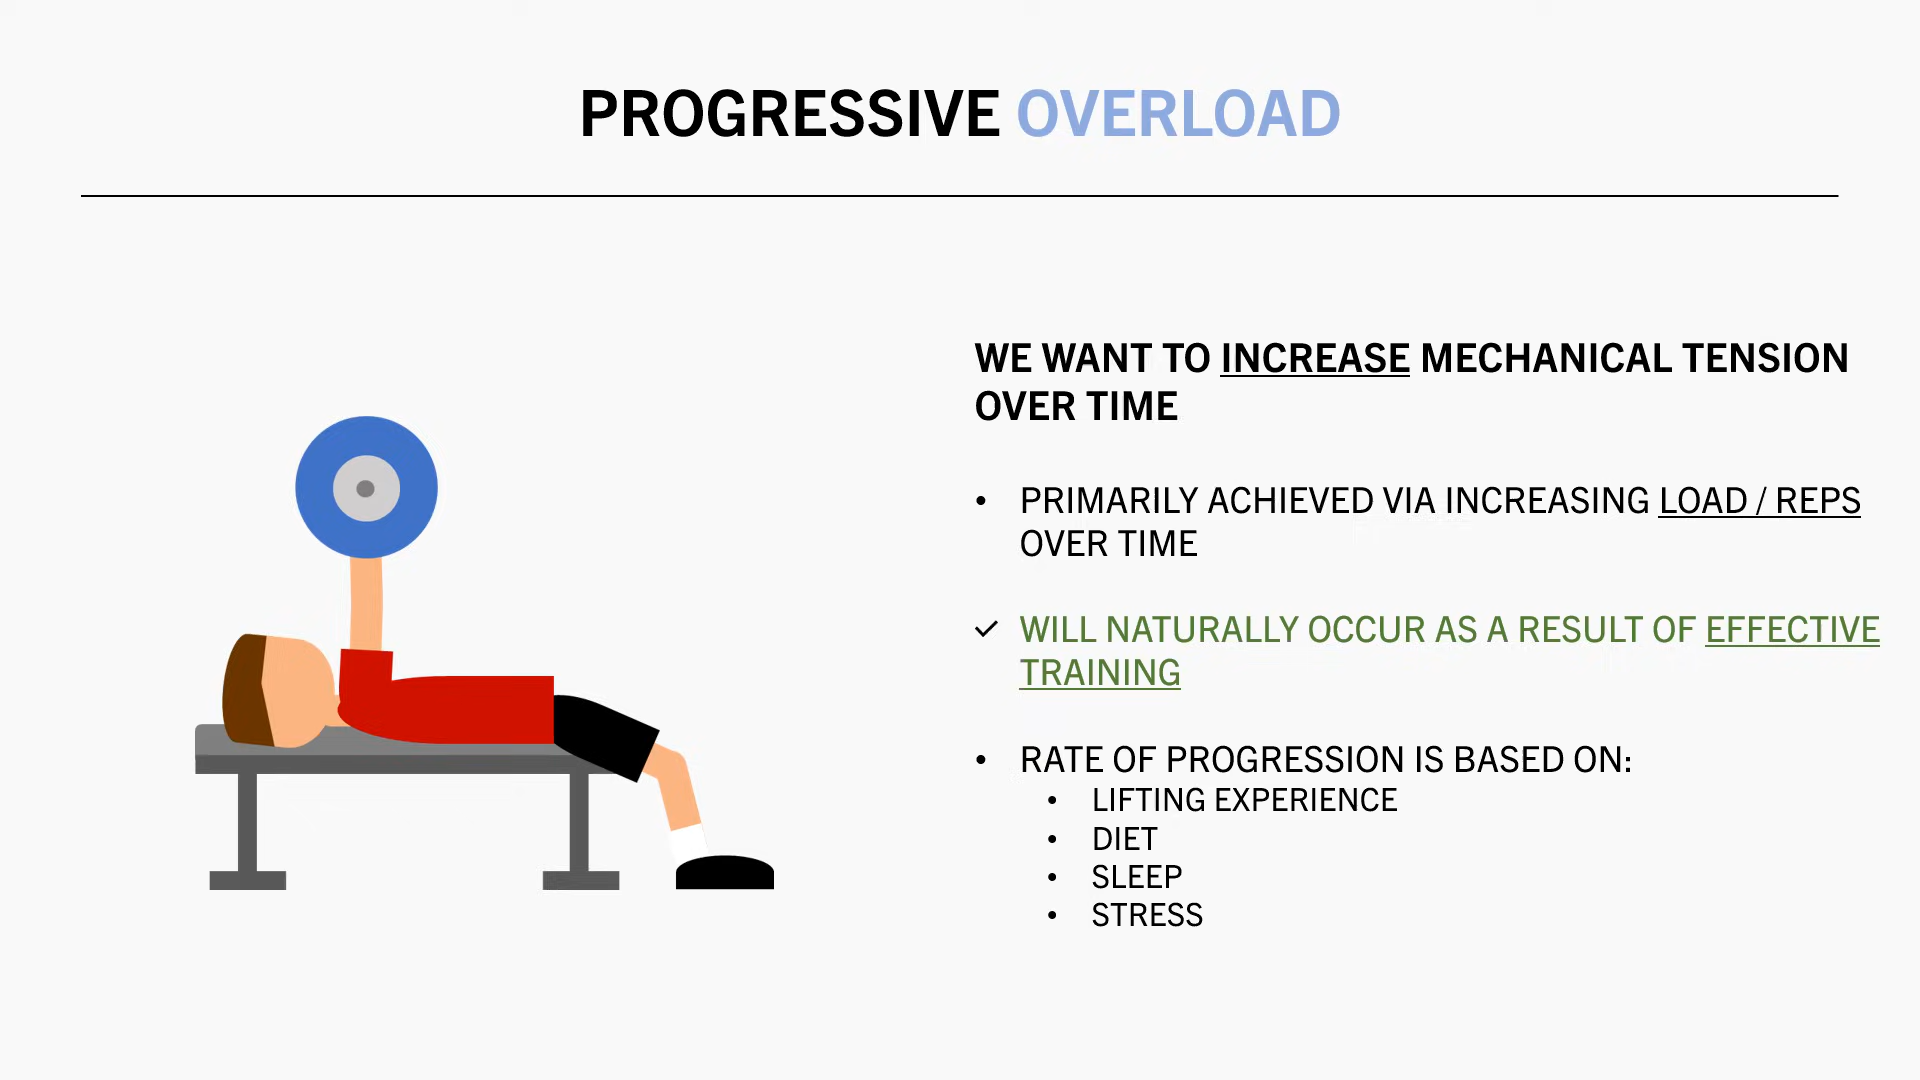 PROGRESSIVE OVERLOAD
WE WANT TO INCREASE MECHANICAL TENSION
OVER TIME
• PRIMARILY ACHIEVED VIA INCREASING LOAD / REPS
OVER TIME
✓ WILL NATURALLY OCCUR AS A RESULT OF EFFECTIVE
TRAINING
• RATE OF PROGRESSION IS BASED ON:
• LIFTING EXPERIENCE
• DIET
• SLEEP
• STRESS